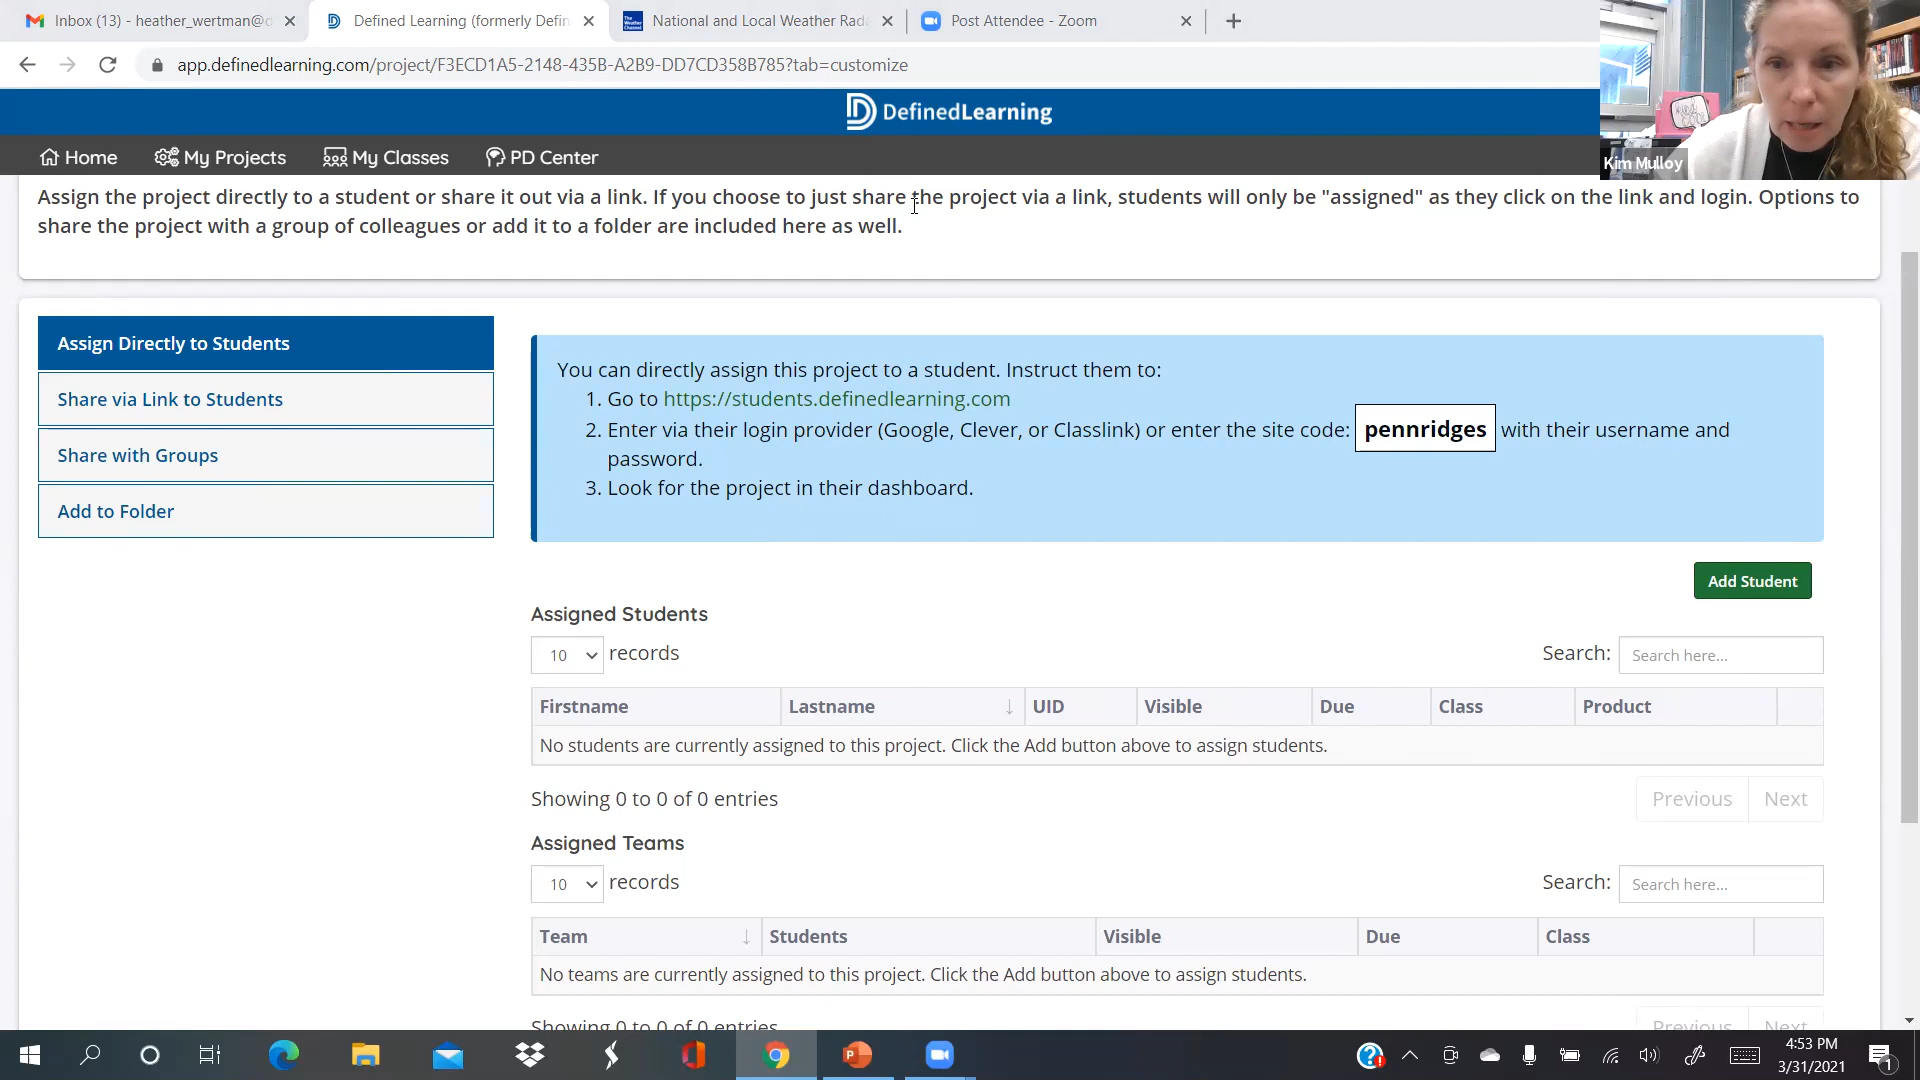 Inbox (13) - heather_wertman@d
Defined Learning (formerly Defin
National and Local Weather Rada
Post Attendee - Zoom
app.definedlearning.com/project/F3ECD1A5-2148-435B-A2B9-DD7CD358B785?tab=customize
DefinedLearning
Home
My Projects
My Classes
PD Center
Kim Mulloy
Assign the project directly to a student or share it out via a link. If you choose to just share the project via a link, students will only be "assigned" as they click on the link and login. Options to
share the project with a group of colleagues or add it to a folder are included here as well.
Assign Directly to Students
Share via Link to Students
Share with Groups
Add to Folder
You can directly assign this project to a student. Instruct them to:
1. Go to https://students.definedlearning.com
2. Enter via their login provider (Google, Clever, or Classlink) or enter the site code: pennridges with their username and
password.
3. Look for the project in their dashboard.
Add Student
Assigned Students
10 records
Search: Search here...
Firstname Lastname UID Visible Due Class Product
No students are currently assigned to this project. Click the Add button above to assign students.
Showing 0 to 0 of 0 entries
Previous Next
Assigned Teams
10 records
Search: Search here...
Team Students Visible Due Class
No teams are currently assigned to this project. Click the Add button above to assign students.
Showing 0 to 0 of 0 entries
Previous Next
4:53 PM
3/31/2021
1